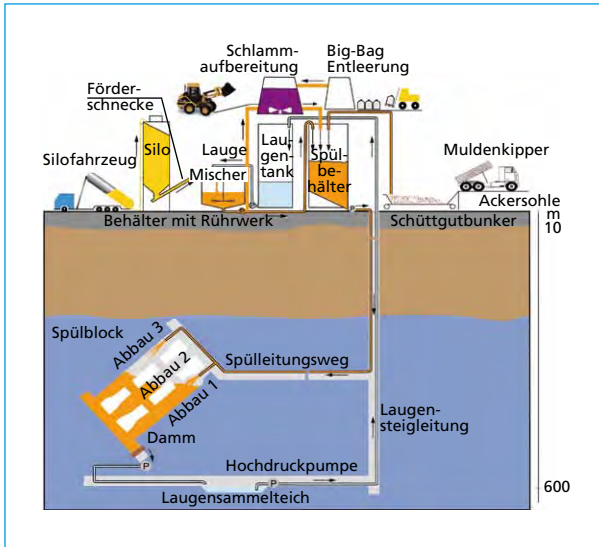 Schlamm-
aufbereitung
Big-Bag
Entleerung
Förder-
schnecke
Silofahrzeug
Silo
Lauge
Mischer
Lau-
gen-
tank
Spül-
be-
hälter
Muldenkipper
Ackersohle
m
10
Behälter mit Rührwerk
Schüttgutbunker
Spülblock
Abbau 3
Abbau 2
Abbau 1
Spülleitungsweg
Damm
P
Laugen-
steigleitung
Hochdruckpumpe
P
Laugensammelteich
600